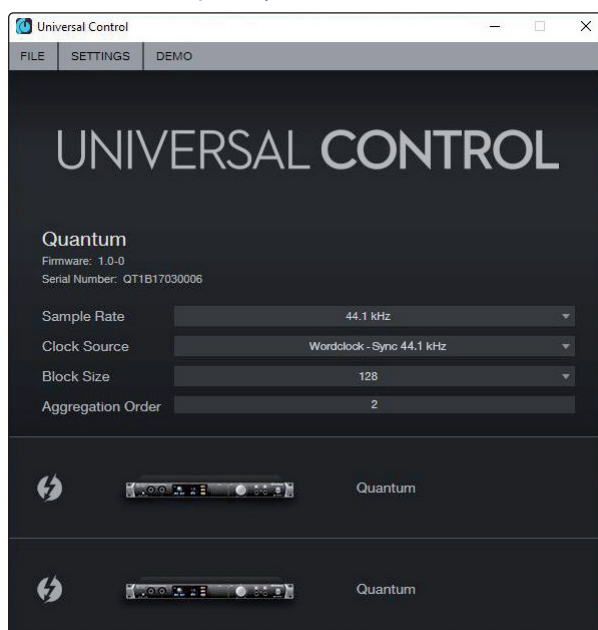 Universal Control
FILE SETTINGS DEMO
UNIVERSAL CONTROL
Quantum
Firmware: 1.0-0
Serial Number: QT1B17030006
Sample Rate 44.1 kHz
Clock Source Wordclock - Sync 44.1 kHz
Block Size 128
Aggregation Order 2
Quantum
Quantum